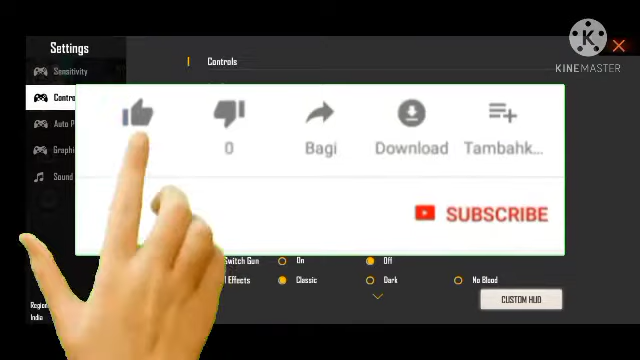 Settings
KINEMASTER
Sensitivity
Controls
Contro
Auto P
Graphi
Sound
0
Bagi
Download
Tambahk...
SUBSCRIBE
Switch Gun
On
Off
l Effects
Classic
Dark
No Blood
Region
India
CUSTOM HUD